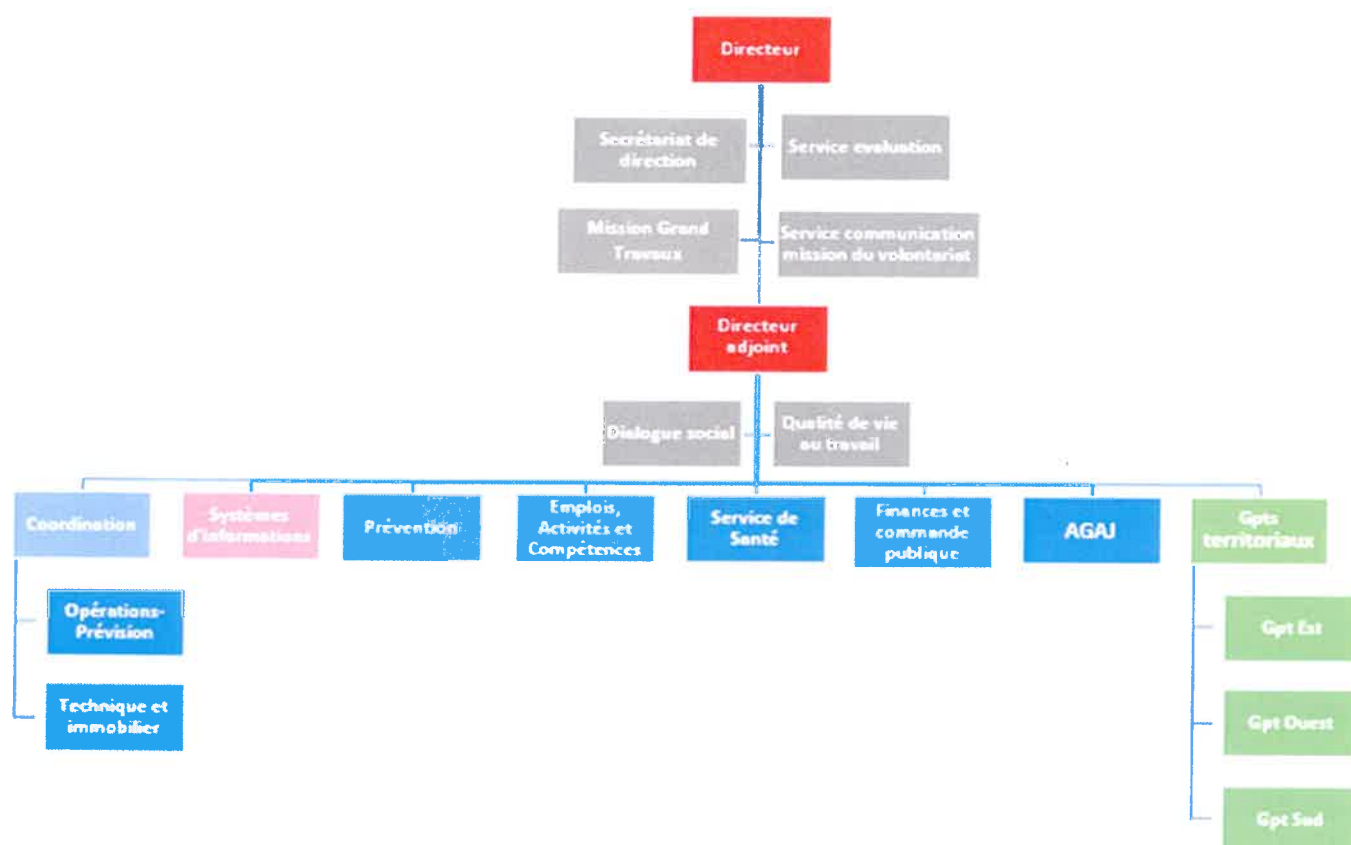 Directeur
Secrétariat de
direction
Service evaluation
Mission Grand
Travaux
Service communication
mission du volontariat
Directeur
adjoint
Dialogue social
Qualité de vie
au travail
Coordination
Systèmes
d'informations
Prévention
Emplois,
Activités et
Compétences
Service de
Santé
Finances et
commande
publique
AGAJ
Gpts
territoriaux
Opérations-
Prévision
Technique et
immobilier
Gpt Est
Gpt Ouest
Gpt Sud